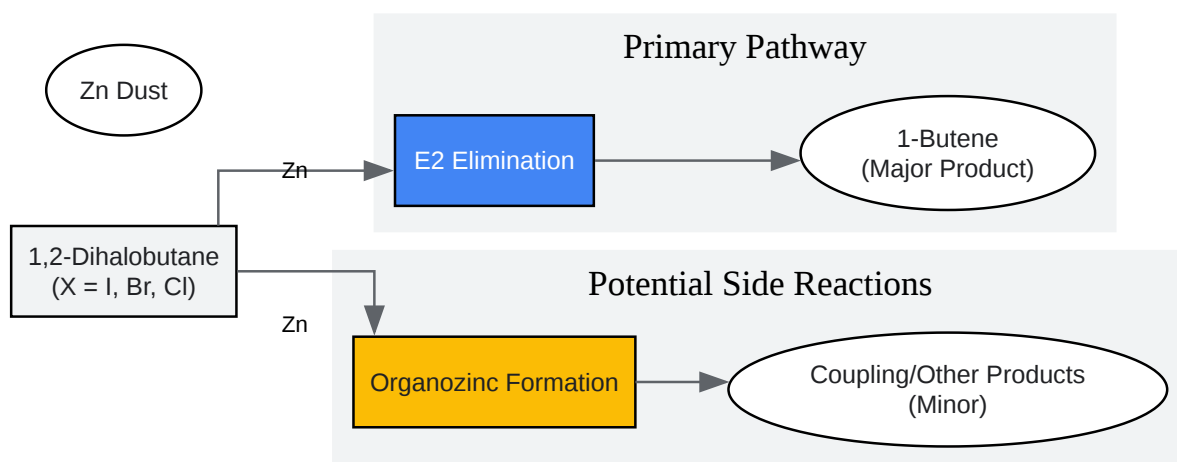 Primary Pathway
Zn Dust
E2 Elimination
1-Butene
(Major Product)
Zn
1,2-Dihalobutane
(X = I, Br, Cl)
Potential Side Reactions
Zn
Organozinc Formation
Coupling/Other Products
(Minor)